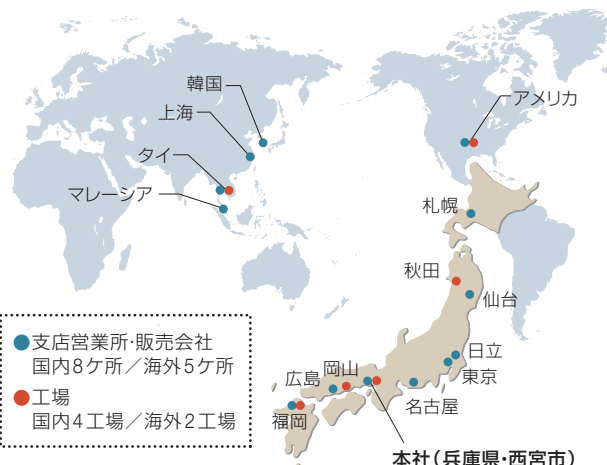 韓国
アメリカ
上海
タイ
マレーシア
札幌
秋田
仙台
支店営業所・販売会社
国内8ケ所／海外5ケ所
工場
国内4工場／海外2工場
日立
東京
岡山
広島
名古屋
福岡
本社（兵庫県・西宮市）